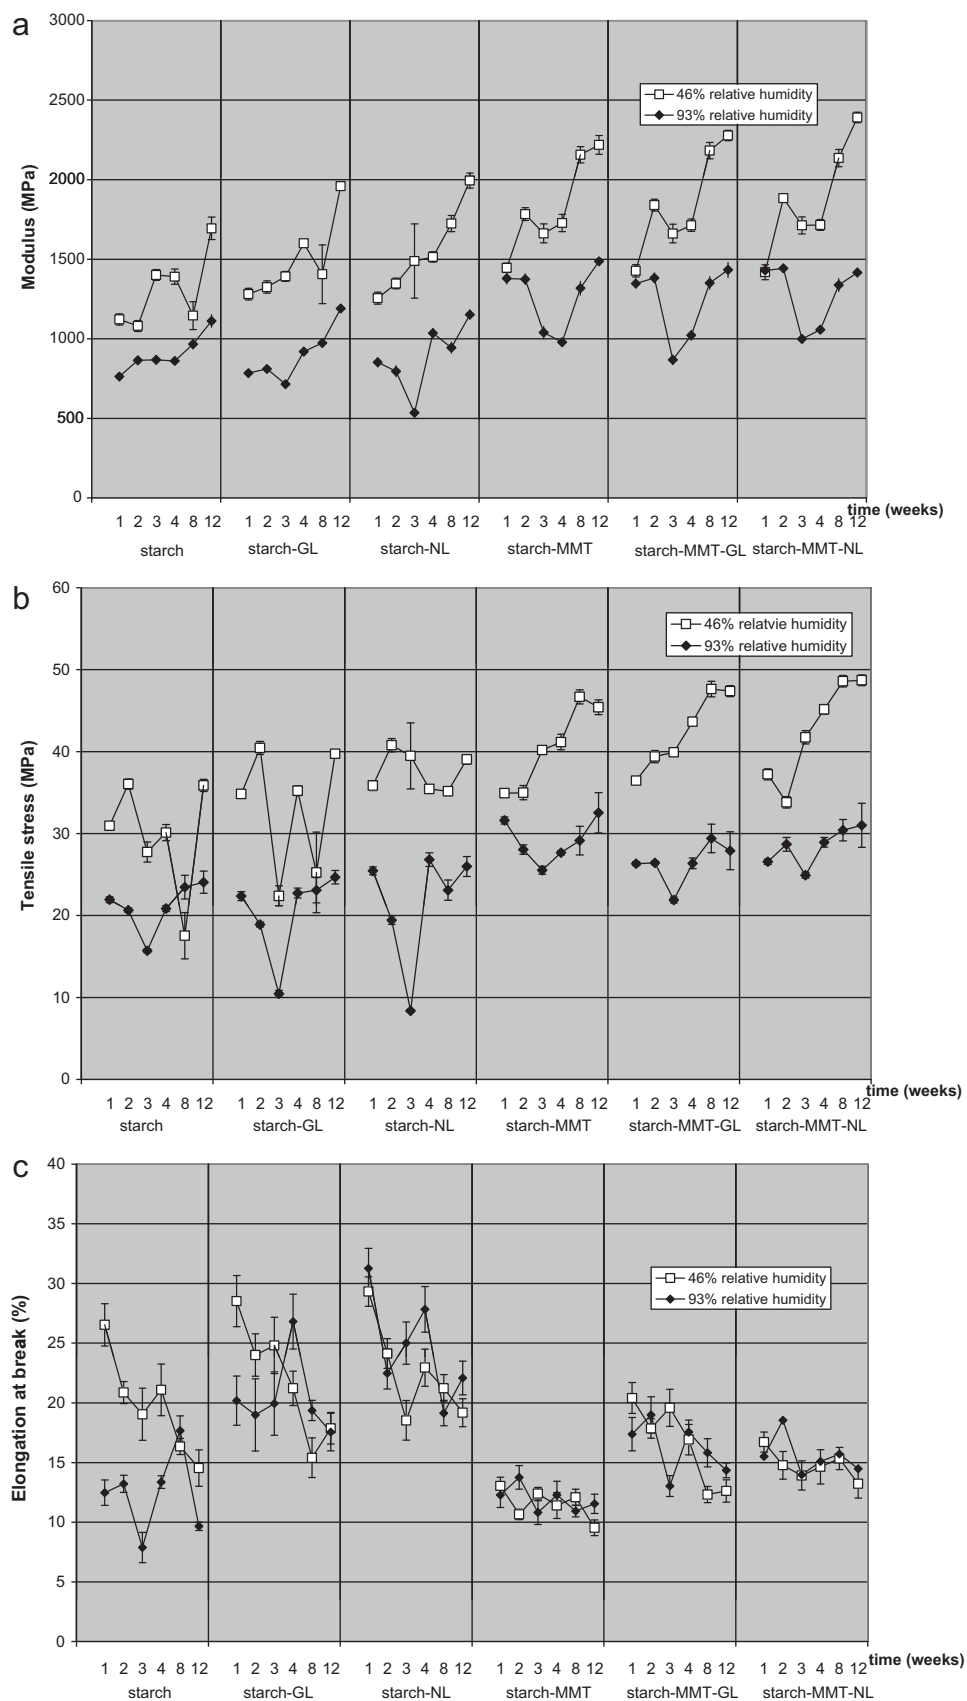 a
3000
2500
2000
1500
1000
500
0
Modulus (MPa)
46% relative humidity
93% relative humidity
time (weeks)
1 2 3 4 8 12 1 2 3 4 8 12 1 2 3 4 8 12 1 2 3 4 8 12 1 2 3 4 8 12 1 2 3 4 8 12
starch starch-GL starch-NL starch-MMT starch-MMT-GL starch-MMT-NL
b
60
50
40
30
20
10
0
Tensile stress (MPa)
46% relatvie humidity
93% relative humidity
time (weeks)
1 2 3 4 8 12 1 2 3 4 8 12 1 2 3 4 8 12 1 2 3 4 8 12 1 2 3 4 8 12 1 2 3 4 8 12
starch starch-GL starch-NL starch-MMT starch-MMT-GL starch-MMT-NL
c
40
35
30
25
20
15
10
5
0
Elongation at break (%)
46% relative humidity
93% relative humidity
time (weeks)
1 2 3 4 8 12 1 2 3 4 8 12 1 2 3 4 8 12 1 2 3 4 8 12 1 2 3 4 8 12 1 2 3 4 8 12
starch starch-GL starch-NL starch-MMT starch-MMT-GL starch-MMT-NL